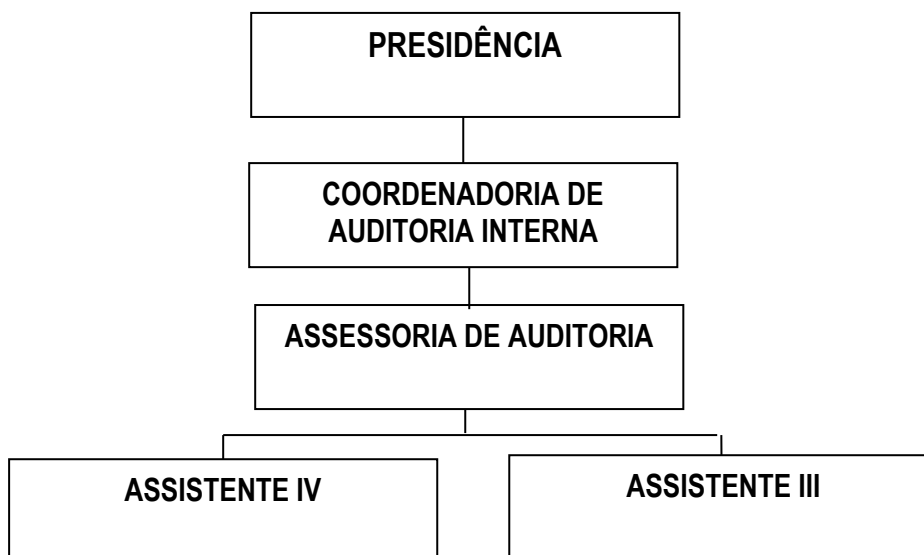 PRESIDÊNCIA
COORDENADORIA DE
AUDITORIA INTERNA
ASSESSORIA DE AUDITORIA
ASSISTENTE IV
ASSISTENTE III